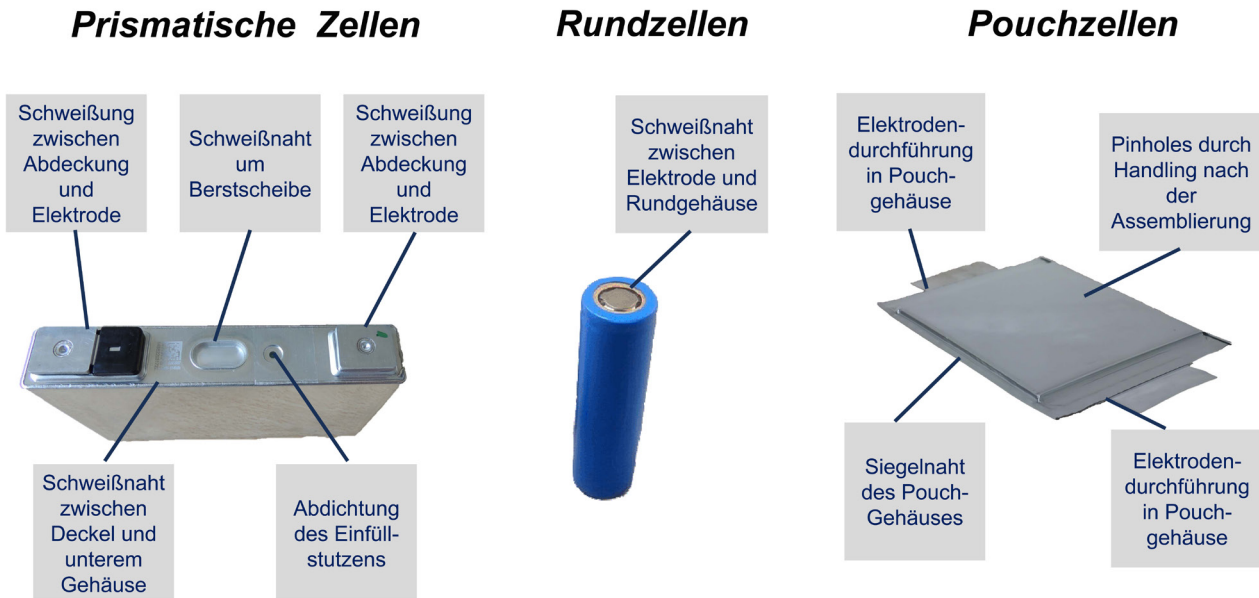 Prismatische Zellen
Rundzellen
Pouchzellen
Schweißung
zwischen
Abdeckung
und
Elektrode
Schweißnaht
um
Berstscheibe
Schweißung
zwischen
Abdeckung
und
Elektrode
Schweißnaht
zwischen
Elektrode und
Rundgehäuse
Elektroden-
durchführung
in Pouch-
gehäuse
Pinholes durch
Handling nach
der
Assemblierung
Schweißnaht
zwischen
Deckel und
unterem
Gehäuse
Abdichtung
des Einfüll-
stutzens
Siegelnaht
des Pouch-
Gehäuses
Elektroden-
durchführung
in Pouch-
gehäuse